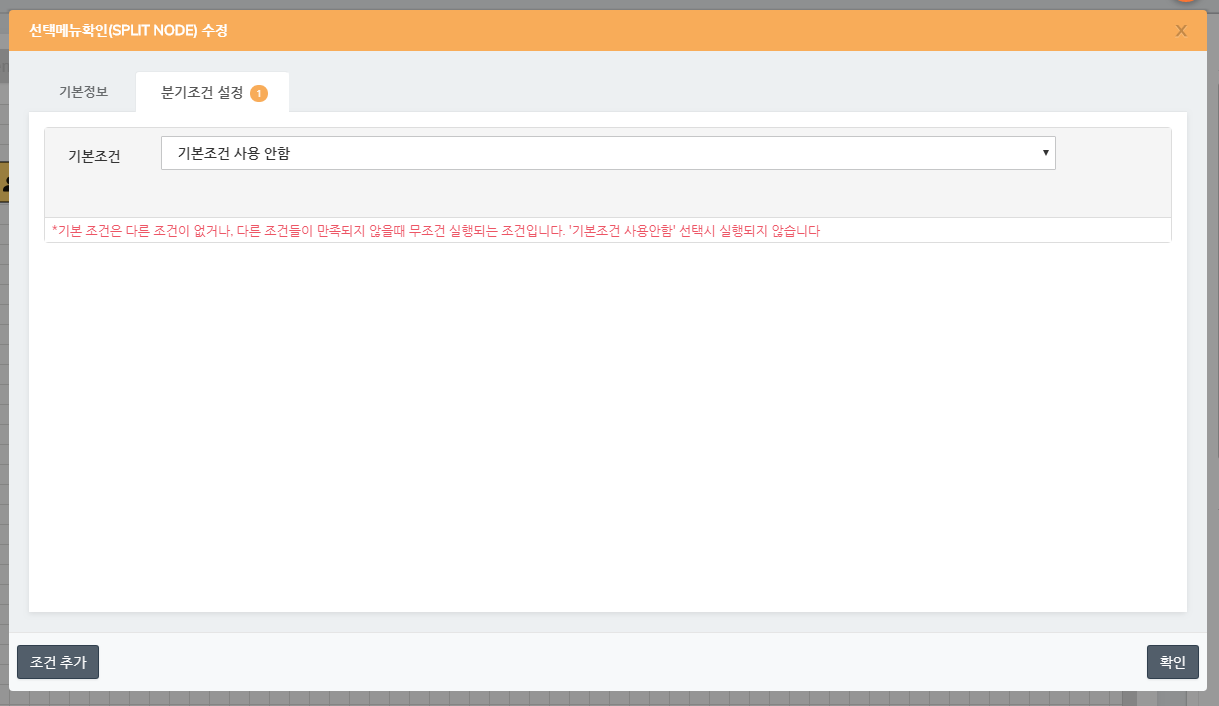 선택메뉴확인(SPLIT NODE) 수정
X
기본정보
분기조건 설정 1
기본조건
기본조건 사용 안함
*기본 조건은 다른 조건이 없거나, 다른 조건들이 만족되지 않을때 무조건 실행되는 조건입니다. '기본조건 사용안함' 선택시 실행되지 않습니다
조건 추가
확인